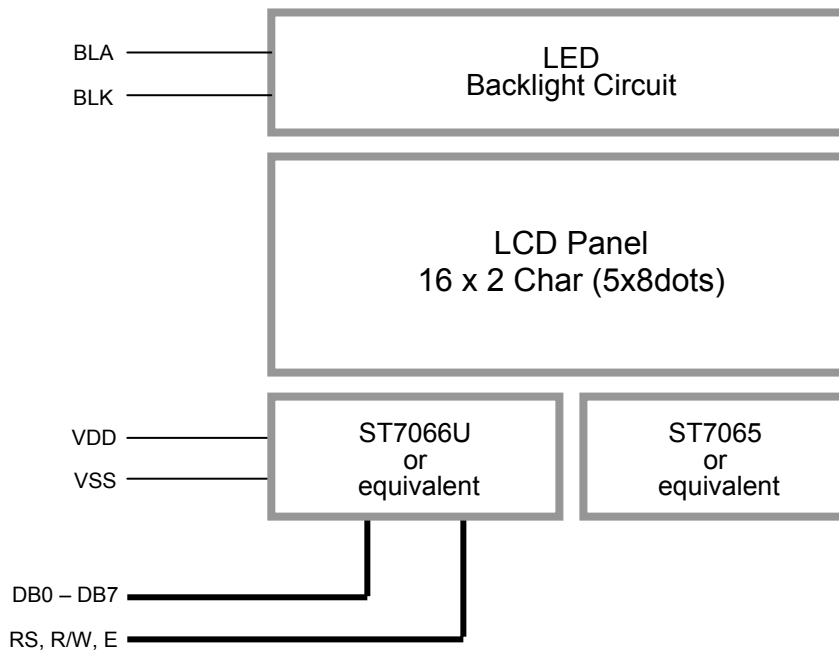 BLA
BLK
LED
Backlight Circuit
LCD Panel
16 x 2 Char (5x8dots)
VDD
VSS
ST7066U
or
equivalent
ST7065
or
equivalent
DB0 – DB7
RS, R/W, E